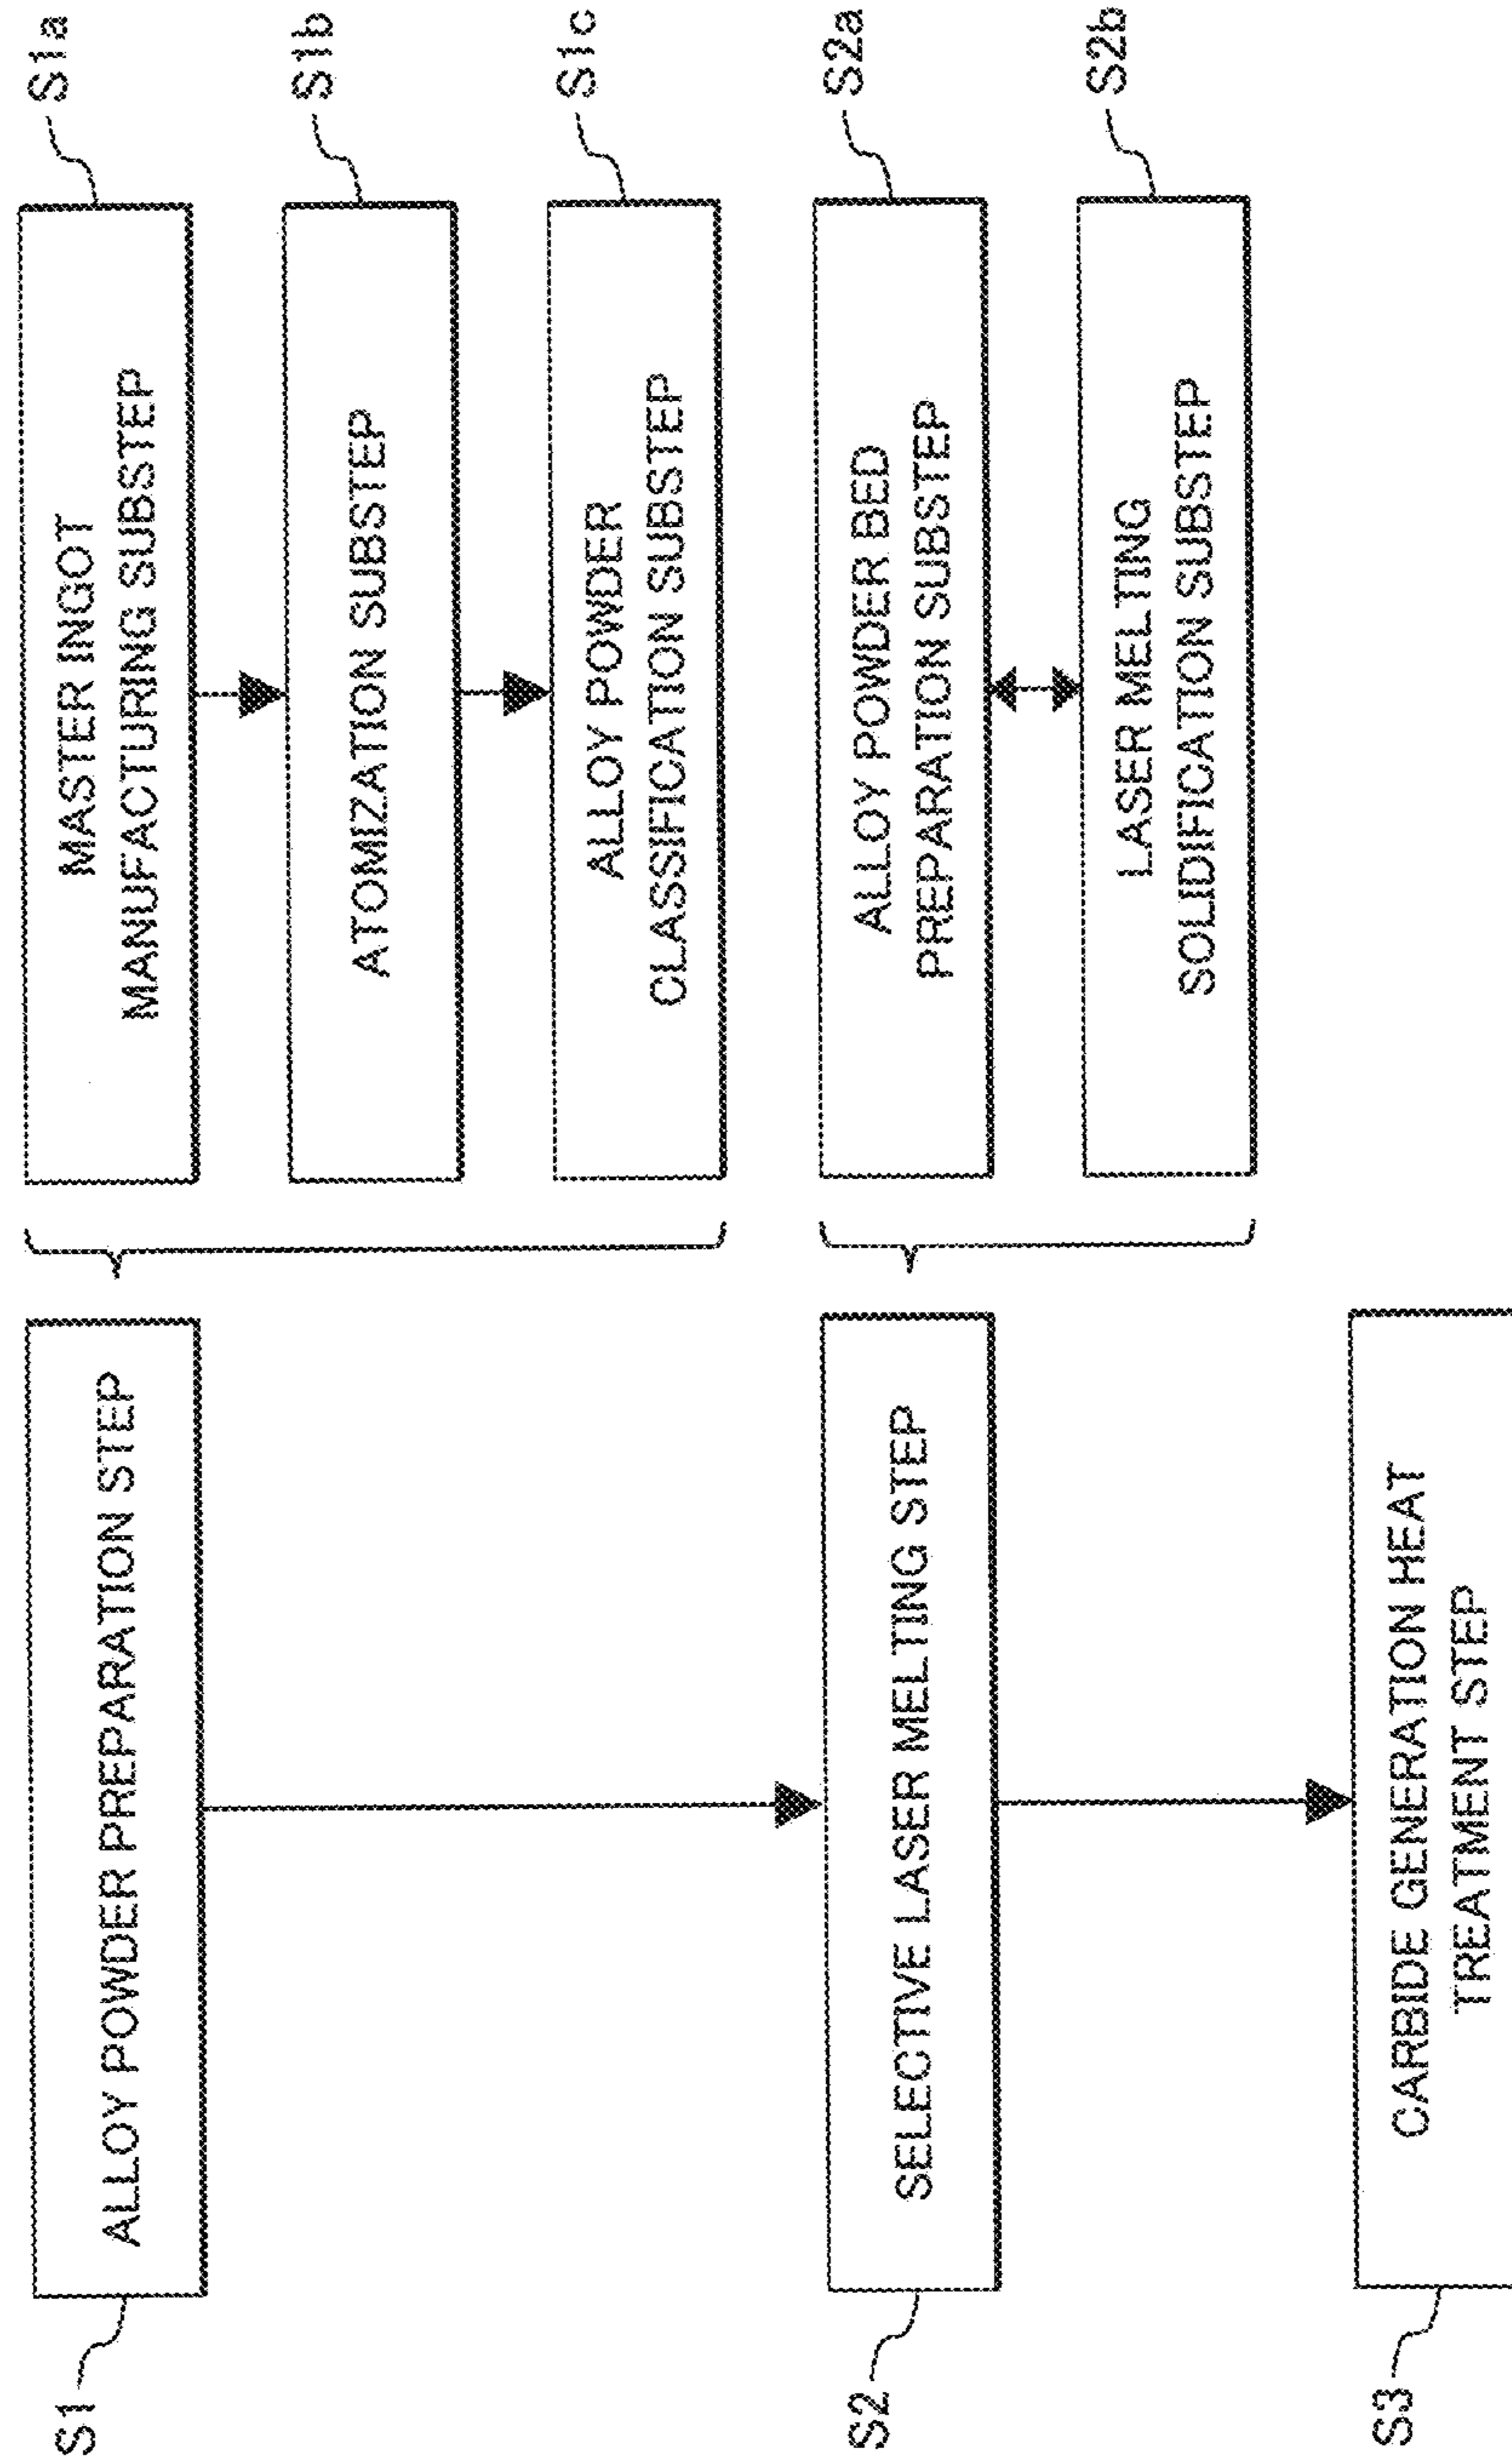 S1
ALLOY POWDER PREPARATION STEP
MASTER INGOT
MANUFACTURING SUBSTEP
S1a
ATOMIZATION SUBSTEP
S1b
ALLOY POWDER
CLASSIFICATION SUBSTEP
S1c
S2
SELECTIVE LASER MELTING STEP
ALLOY POWDER BED
PREPARATION SUBSTEP
S2a
LASER MELTING
SOLIDIFICATION SUBSTEP
S2b
S3
CARBIDE GENERATION HEAT
TREATMENT STEP